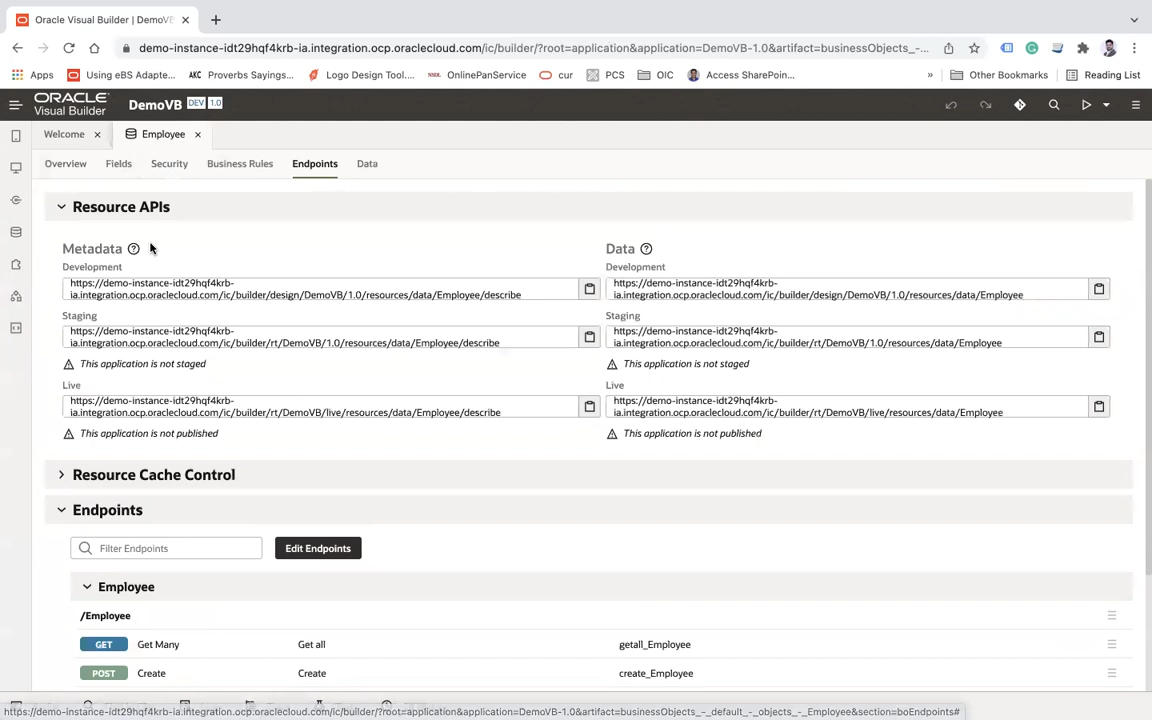 Oracle Visual Builder | DemoVB
demo-instance-idt29hqf4krb-ia.integration.ocp.oraclecloud.com/ic/builder/?root=application&application=DemoVB-1.0&artifact=businessObjects_-_...
Apps Using eBS Adapte... AKC Proverbs Sayings... Logo Design Tool.... NSDL OnlinePanService cur PCS OIC Access SharePoin... » Other Bookmarks Reading List
ORACLE Visual Builder DemoVB DEV 1.0
Welcome Employee
Overview Fields Security Business Rules Endpoints Data
Resource APIs
Metadata Data
Development Development
https://demo-instance-idt29hqf4krb- https://demo-instance-idt29hqf4krb-
ia.integration.ocp.oraclecloud.com/ic/builder/design/DemoVB/1.0/resources/data/Employee/describe ia.integration.ocp.oraclecloud.com/ic/builder/design/DemoVB/1.0/resources/data/Employee
Staging Staging
https://demo-instance-idt29hqf4krb- https://demo-instance-idt29hqf4krb-
ia.integration.ocp.oraclecloud.com/ic/builder/rt/DemoVB/1.0/resources/data/Employee/describe ia.integration.ocp.oraclecloud.com/ic/builder/rt/DemoVB/1.0/resources/data/Employee
This application is not staged This application is not staged
Live Live
https://demo-instance-idt29hqf4krb- https://demo-instance-idt29hqf4krb-
ia.integration.ocp.oraclecloud.com/ic/builder/rt/DemoVB/live/resources/data/Employee/describe ia.integration.ocp.oraclecloud.com/ic/builder/rt/DemoVB/live/resources/data/Employee
This application is not published This application is not published
Resource Cache Control
Endpoints
Filter Endpoints Edit Endpoints
Employee
/Employee
GET Get Many Get all getall_Employee
POST Create Create create_Employee
https://demo-instance-idt29hqf4krb-ia.integration.ocp.oraclecloud.com/ic/builder/?root=application&application=DemoVB-1.0&artifact=businessObjects_-_default_-_objects_-_Employee&section=boEndpoints#